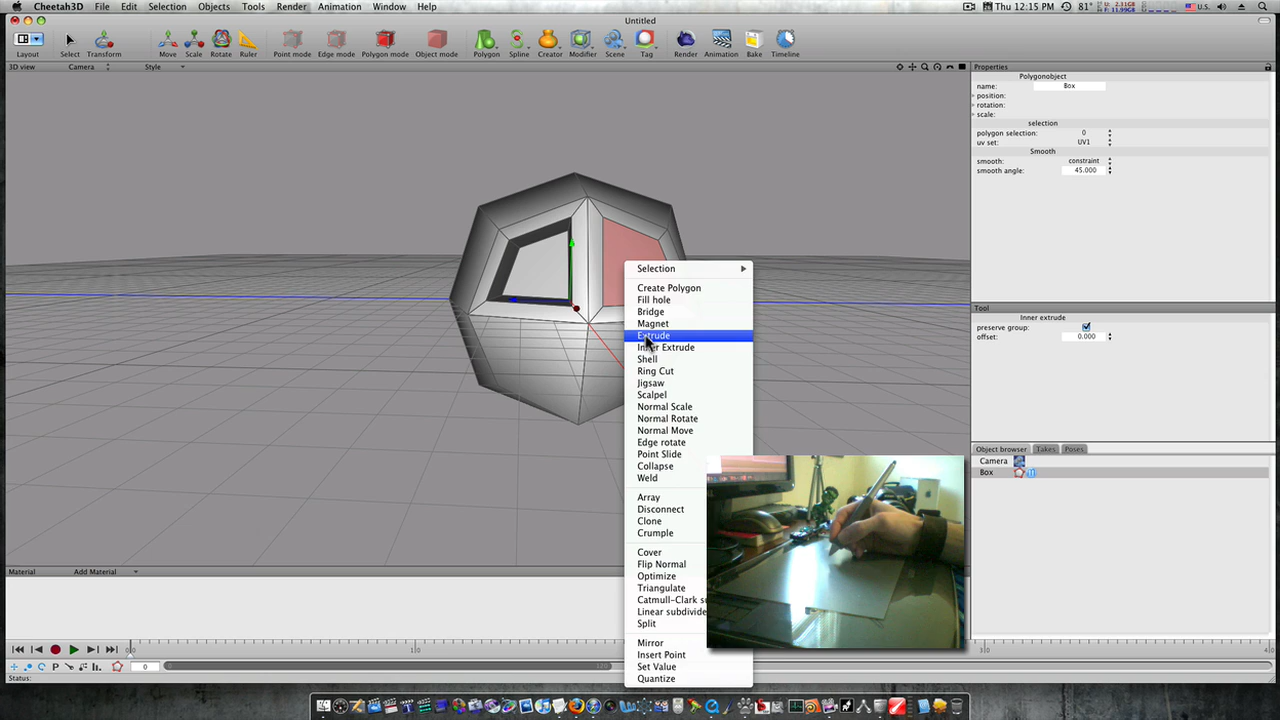 Cheetah3D File Edit Selection Objects Tools Render Animation Window Help
Thu 12:15 PM 81° U.S.
Untitled
Layout Select Transform Move Scale Rotate Ruler Point mode Edge mode Polygon mode Object mode Polygon Spline Creator Modifier Scene Tag Render Animation Bake Timeline
3D view Camera Style
Properties
Polygonobject
name: Box
position:
rotation:
scale:
selection
polygon selection: 0
uv set: UV1
Smooth
smooth: constraint
smooth angle: 45.000
Selection
Create Polygon
Fill hole
Bridge
Magnet
Extrude
Inner Extrude
Shell
Ring Cut
Jigsaw
Scalpel
Normal Scale
Normal Rotate
Normal Move
Edge rotate
Point Slide
Collapse
Weld
Array
Disconnect
Clone
Crumple
Cover
Flip Normal
Optimize
Triangulate
Catmull-Clark su
Linear subdivide
Split
Mirror
Insert Point
Set Value
Quantize
Tool
Inner extrude
preserve group:
offset: 0.000
Object browser Takes Poses
Camera
Box
Material Add Material
0
Status: